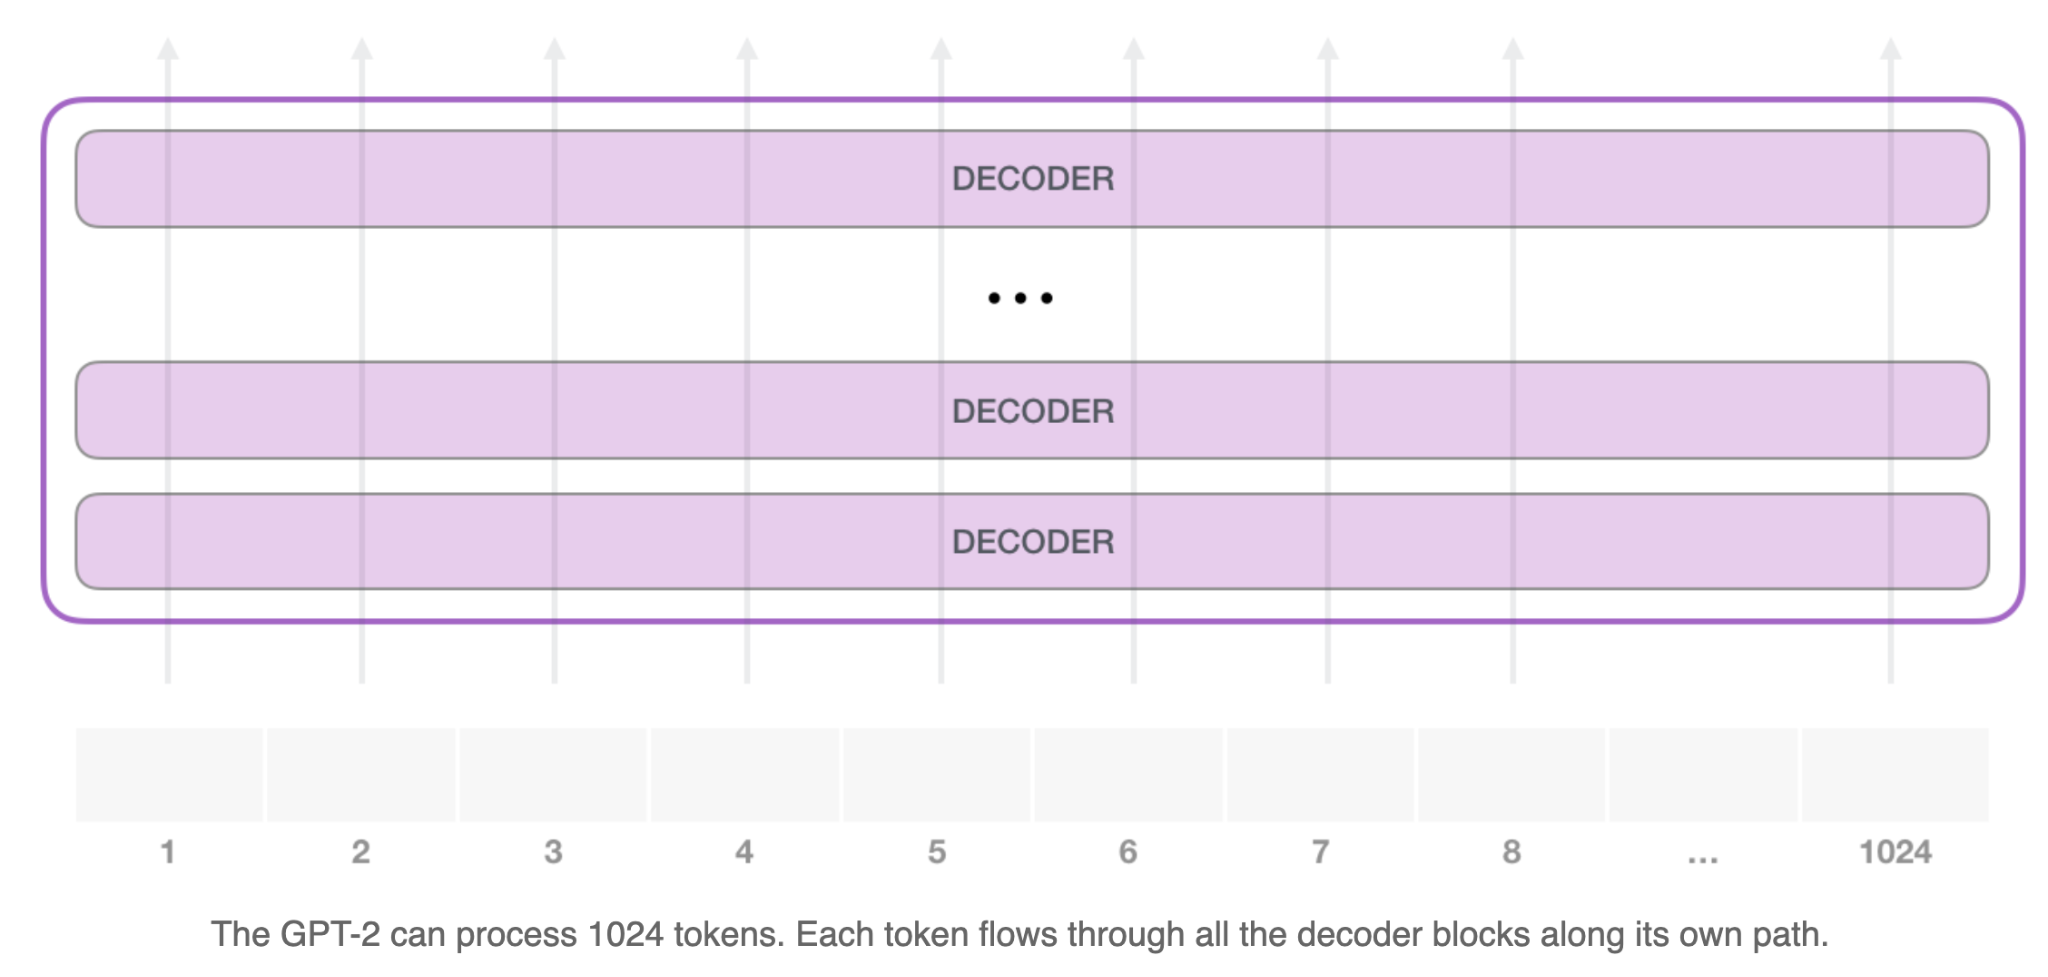 DECODER
...
DECODER
DECODER
1 2 3 4 5 6 7 8 ... 1024
The GPT-2 can process 1024 tokens. Each token flows through all the decoder blocks along its own path.